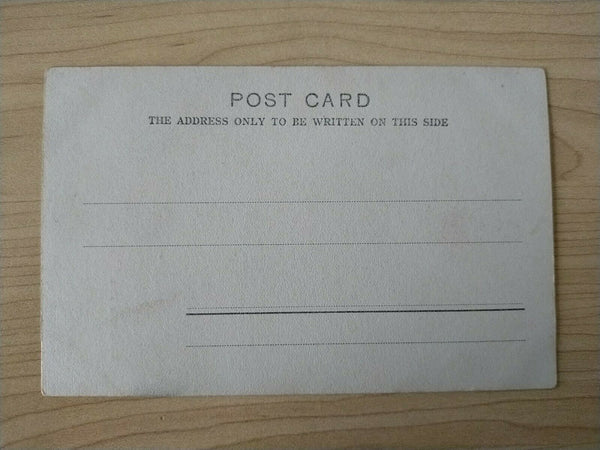 POST CARD
THE ADDRESS ONLY TO BE WRITTEN ON THIS SIDE